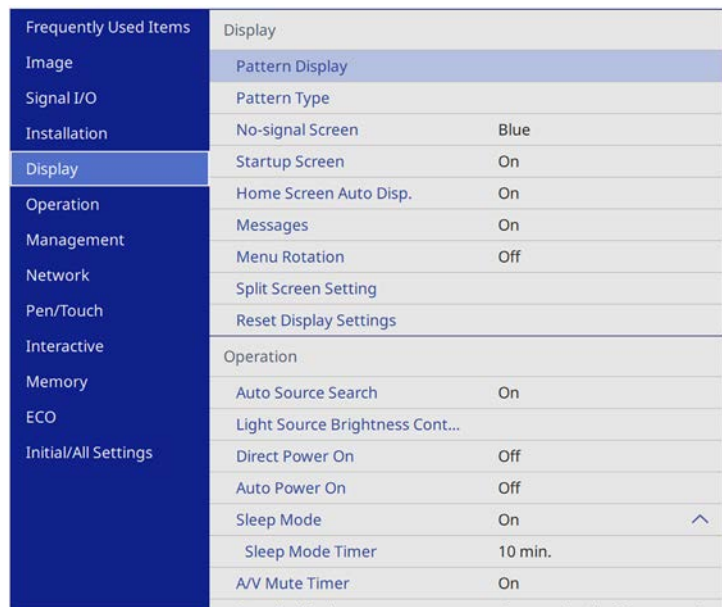 Frequently Used Items
Image
Signal I/O
Installation
Display
Operation
Management
Network
Pen/Touch
Interactive
Memory
ECO
Initial/All Settings
Display
Pattern Display
Pattern Type
No-signal Screen Blue
Startup Screen On
Home Screen Auto Disp. On
Messages On
Menu Rotation Off
Split Screen Setting
Reset Display Settings
Operation
Auto Source Search On
Light Source Brightness Cont...
Direct Power On Off
Auto Power On Off
Sleep Mode On
Sleep Mode Timer 10 min.
A/V Mute Timer On